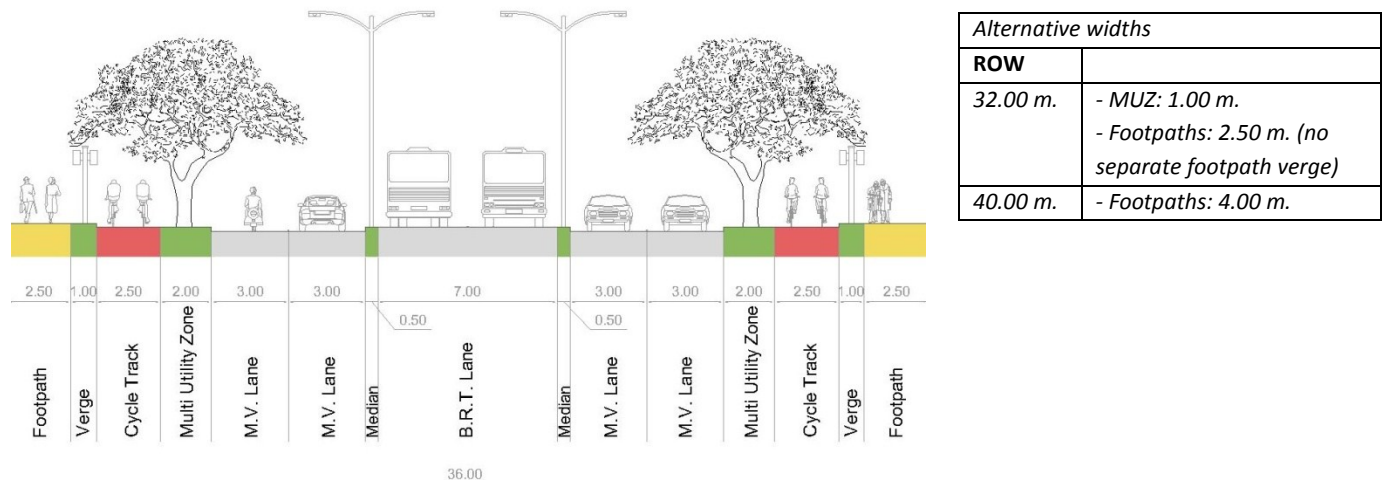 2.50 1.00 2.50 2.00 3.00 3.00 7.00 3.00 3.00 2.00 2.50 1.00 2.50
0.50 0.50
Footpath
Verge
Cycle Track
Multi Utility Zone
M.V. Lane
M.V. Lane
Median
B.R.T. Lane
Median
M.V. Lane
M.V. Lane
Multi Utility Zone
Cycle Track
Verge
Footpath
36.00
Alternative widths
ROW
32.00 m. - MUZ: 1.00 m.
- Footpaths: 2.50 m. (no
separate footpath verge)
40.00 m. - Footpaths: 4.00 m.